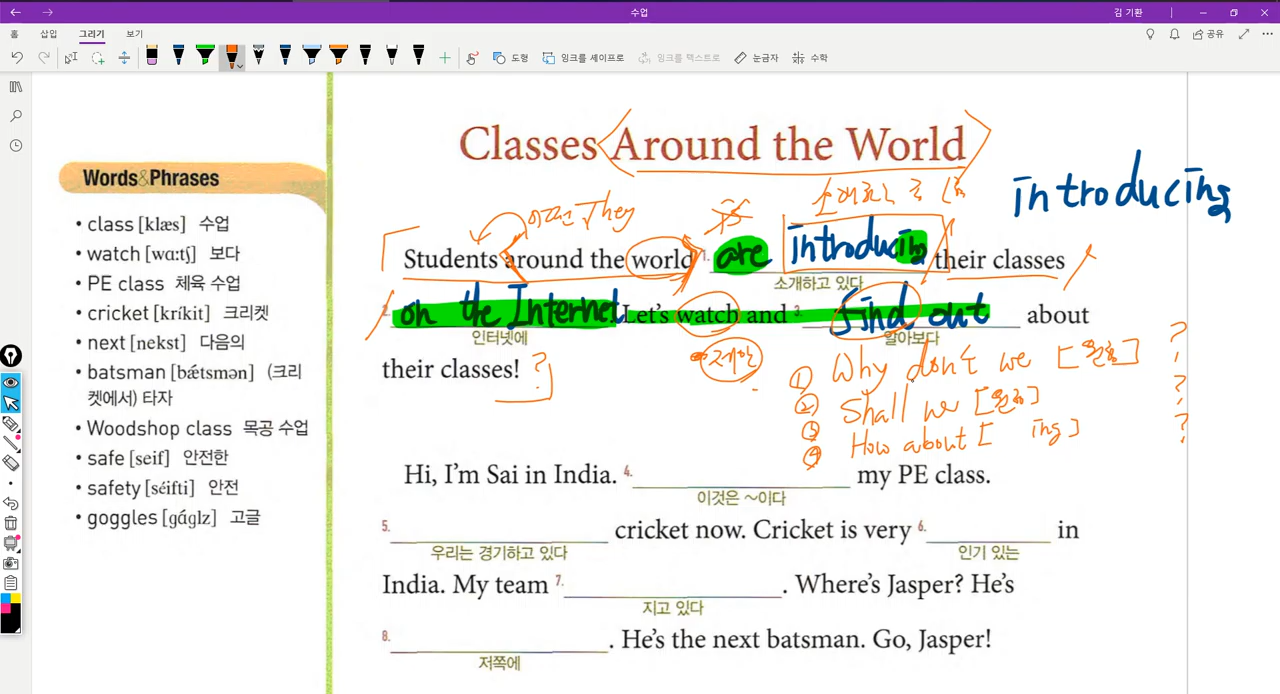 수업
김 기환
홈 삽입 그리기 보기
공유
도형 잉크를 셰이프로 잉크를 텍스트로 눈금자 수학
Classes Around the World
Words&Phrases
• class [klæs] 수업
• watch [wɑːtʃ] 보다
• PE class 체육 수업
• cricket [kríkit] 크리켓
• next [nekst] 다음의
• batsman [bǽtsmən] (크리
켓에서) 타자
• Woodshop class 목공 수업
• safe [seif] 안전한
• safety [séifti] 안전
• goggles [gáglz] 고글
introducing
어떤 They
Students around the world 1. are introducing their classes
소개하고 있다
2. on the Internet. Let's watch and 3. find out about
인터넷에 알아보다
their classes! ?
제안
① Why don't we [ ] ?
② Shall we [ ] ?
③ How about [ ing] ?
④
Hi, I'm Sai in India. 4. my PE class.
이것은 ~이다
5. cricket now. Cricket is very 6. in
우리는 경기하고 있다 인기 있는
India. My team 7. . Where's Jasper? He's
지고 있다
8. . He's the next batsman. Go, Jasper!
저쪽에